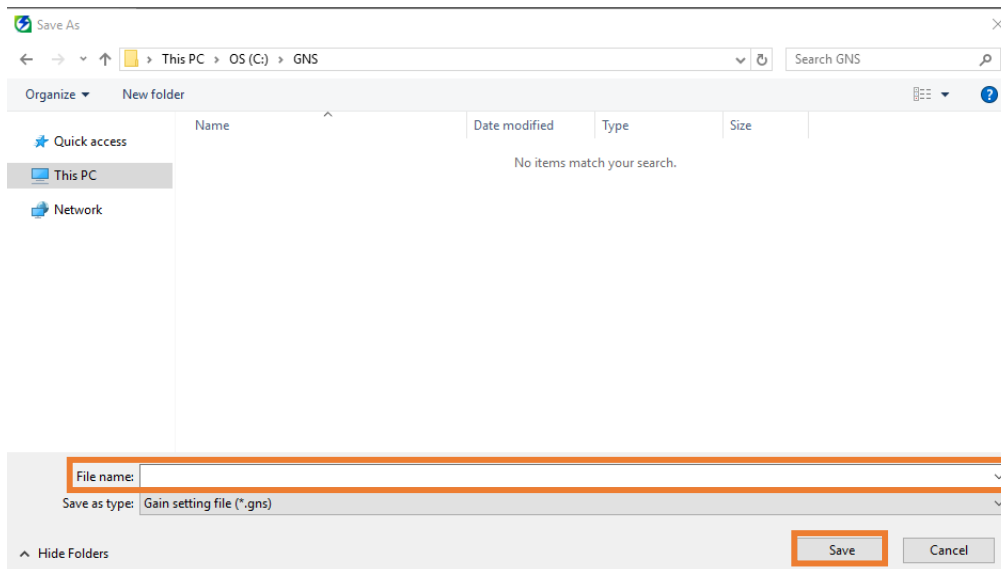 Save As
This PC > OS (C:) > GNS
Search GNS
Organize
New folder
Name
Date modified
Type
Size
Quick access
No items match your search.
This PC
Network
File name:
Save as type: Gain setting file (*.gns)
Hide Folders
Save
Cancel